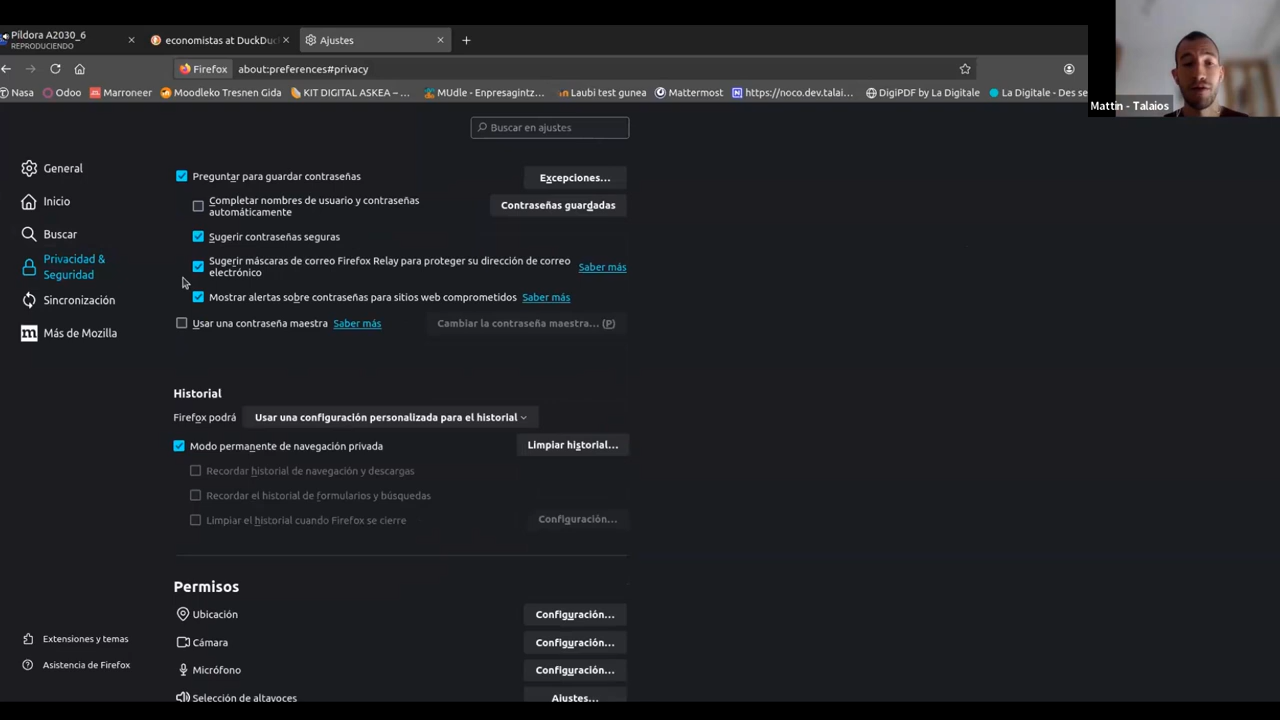 Píldora A2030_6
REPRODUCIENDO
economistas at DuckDuc
Ajustes
Firefox
about:preferences#privacy
Nasa
Odoo
Marroneer
Moodleko Tresnen Gida
KIT DIGITAL ASKEA – ...
MUdle - Enpresagintz...
Laubi test gunea
Mattermost
https://noco.dev.talai...
DigiPDF by La Digitale
La Digitale - Des se
Mattin - Talaios
Buscar en ajustes
General
Inicio
Buscar
Privacidad &
Seguridad
Sincronización
Más de Mozilla
Extensiones y temas
Asistencia de Firefox
Preguntar para guardar contraseñas
Excepciones...
Completar nombres de usuario y contraseñas
automáticamente
Contraseñas guardadas
Sugerir contraseñas seguras
Sugerir máscaras de correo Firefox Relay para proteger su dirección de correo
electrónico
Saber más
Mostrar alertas sobre contraseñas para sitios web comprometidos Saber más
Usar una contraseña maestra Saber más
Cambiar la contraseña maestra... (P)
Historial
Firefox podrá
Usar una configuración personalizada para el historial
Modo permanente de navegación privada
Limpiar historial...
Recordar historial de navegación y descargas
Recordar el historial de formularios y búsquedas
Limpiar el historial cuando Firefox se cierre
Configuración...
Permisos
Ubicación
Configuración...
Cámara
Configuración...
Micrófono
Configuración...
Selección de altavoces
Ajustes...